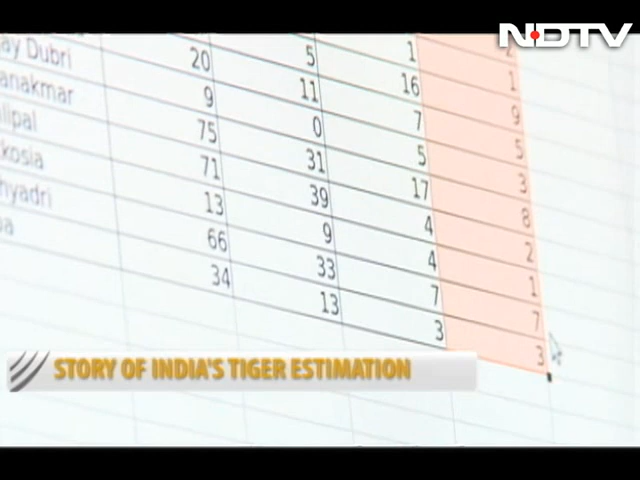 NDTV
2
1 1
5 16 9
20 11 7 5
ay Dubri 9 0 5 3
anakmar 75 31 17 8
lipal 71 39 4 2
kosia 13 9 4 1
hyadri 66 33 7 7
a 34 13 3 3
STORY OF INDIA'S TIGER ESTIMATION